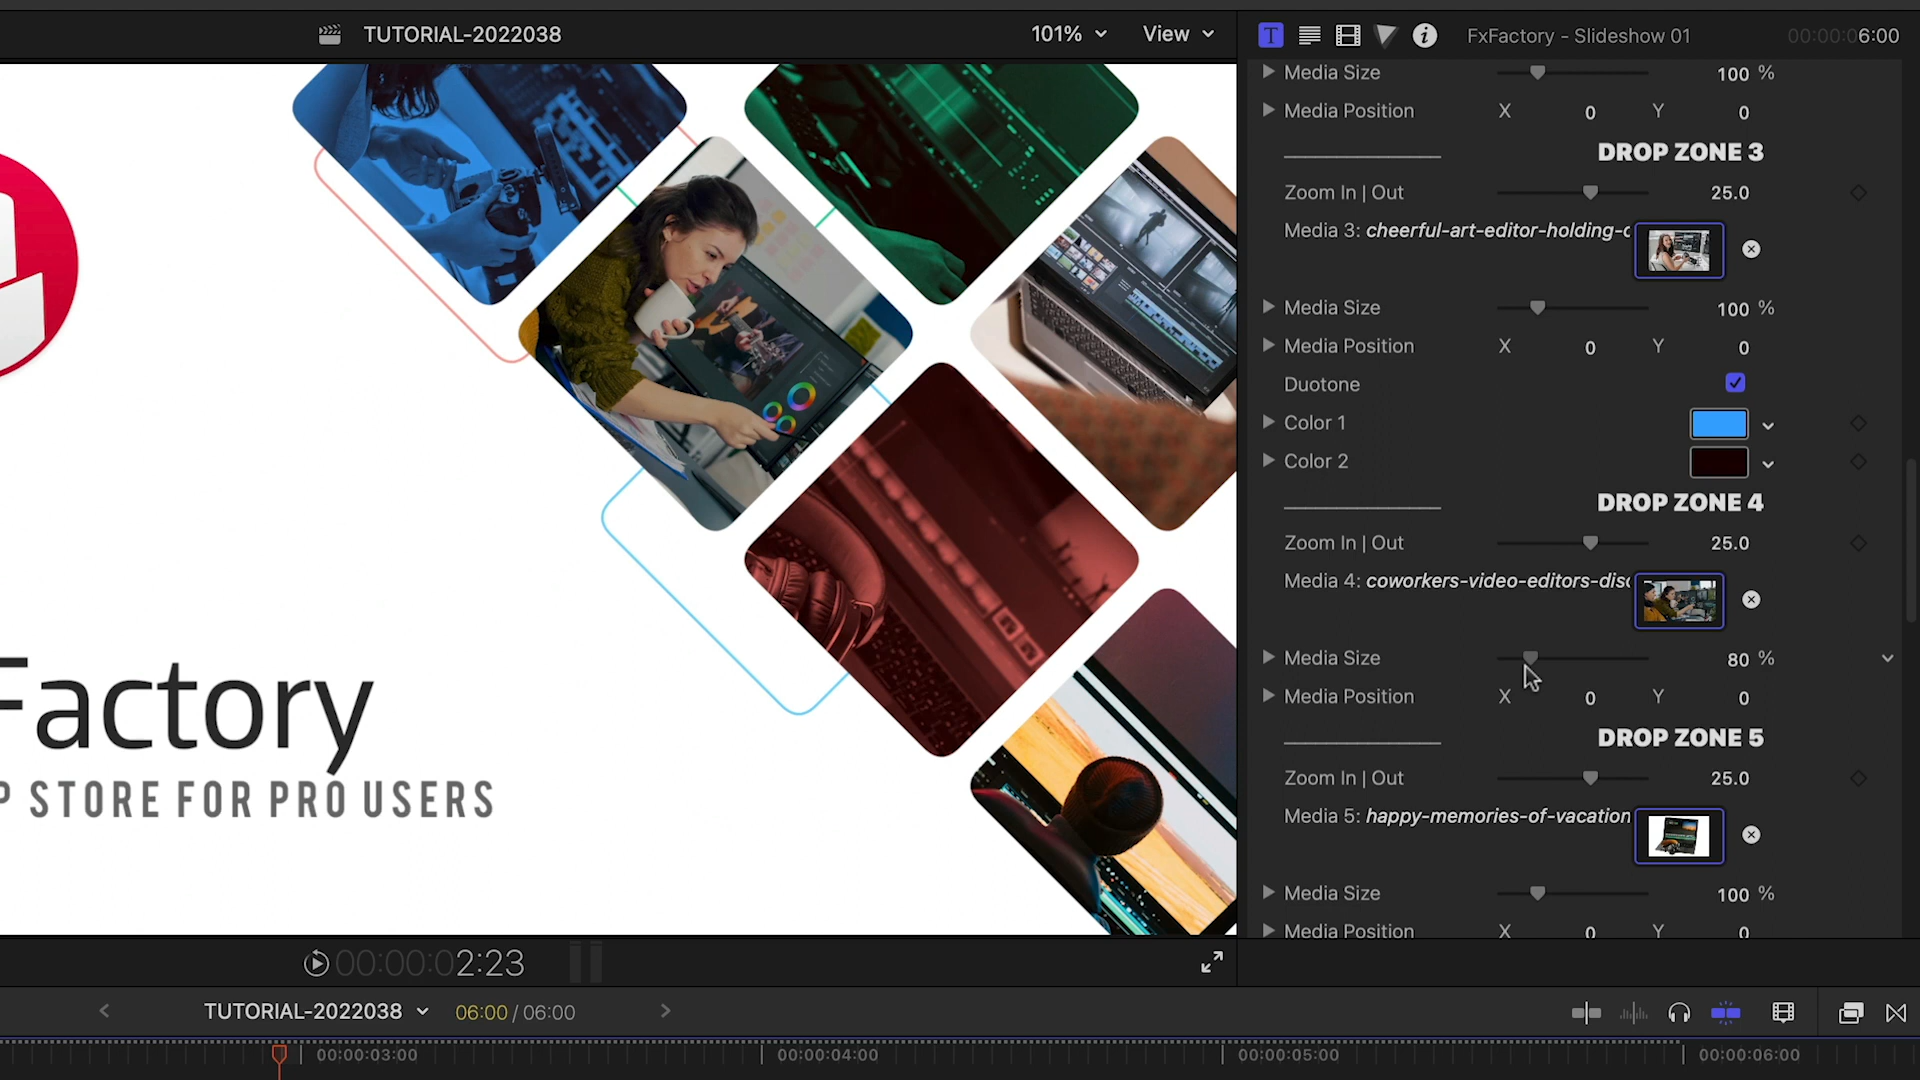 TUTORIAL-2022038
101%
View
FxFactory - Slideshow 01
00:00:06:00
Media Size
100 %
Media Position X 0 Y 0
DROP ZONE 3
Zoom In | Out 25.0
Media 3: cheerful-art-editor-holding-c
Media Size 100 %
Media Position X 0 Y 0
Duotone
Color 1
Color 2
DROP ZONE 4
Zoom In | Out 25.0
Media 4: coworkers-video-editors-disc
Media Size 80 %
Media Position X 0 Y 0
DROP ZONE 5
Zoom In | Out 25.0
Media 5: happy-memories-of-vacation
Media Size 100 %
Media Position X 0 Y 0
Factory
P STORE FOR PRO USERS
00:00:02:23
TUTORIAL-2022038
06:00 / 06:00
00:00:03:00
00:00:04:00
00:00:05:00
00:00:06:00